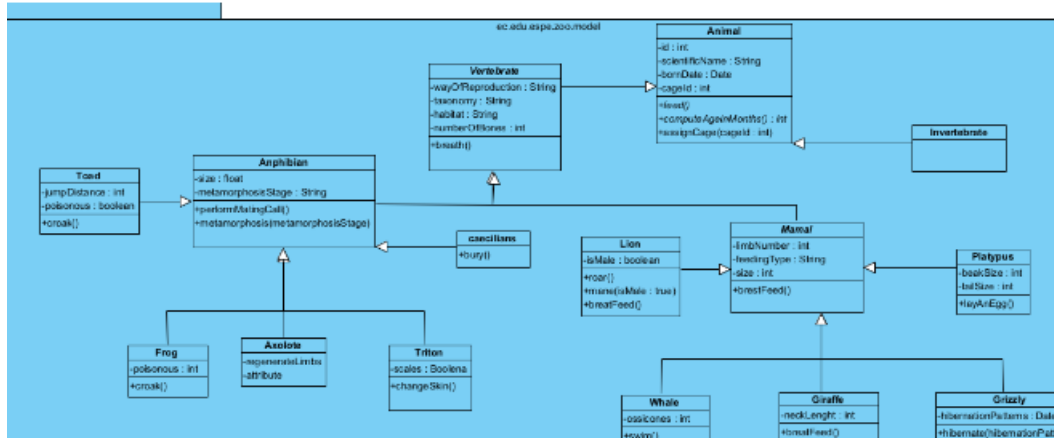 ec.edu.espe.zoo.model
Animal
-id : int
-scientificName : String
-bornDate : Date
-cageId : int
+feed()
+computeAgeInMonths() : int
+assignCage(cageId : int)
Vertebrate
-wayOfReproduction : String
-taxonomy : String
-habitat : String
-numberOfBones : int
+breath()
Invertebrate
Anphibian
-size : float
-metamorphosisStage : String
+performMatingCall()
+metamorphosis(metamorphosisStage)
Toad
-jumpDistance : int
-poisonous : boolean
+croak()
caecilians
+bury()
Mamal
-limbNumber : int
-feedingType : String
-size : int
+brestFeed()
Lion
-isMale : boolean
+roar()
+mane(isMale : true)
+breatFeed()
Platypus
-beakSize : int
-tailSize : int
+layAnEgg()
Frog
-poisonous : int
+croak()
Axolote
-regenerateLimbs
-attribute
Triton
-scales : Boolena
+changeSkin()
Whale
-ossicones : int
+swim()
Giraffe
-neckLenght : int
+breatFeed()
Grizzly
-hibernationPatterns : Date
+hibernate(hibernationPat